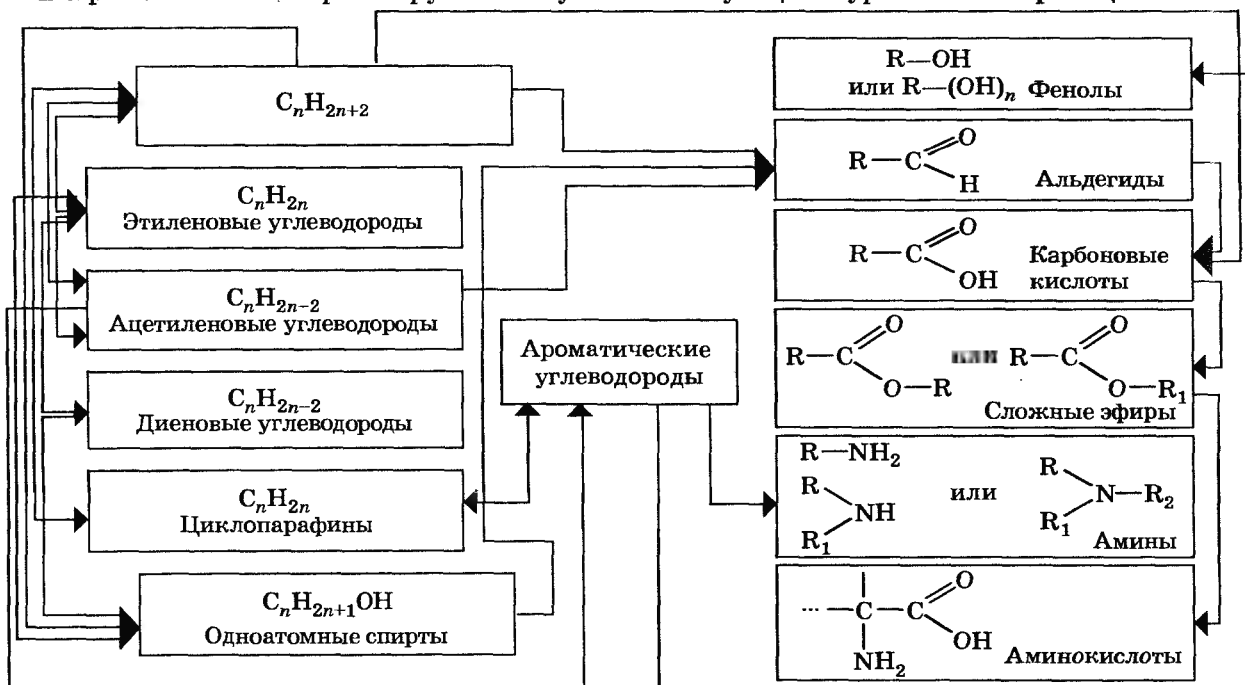 CₙH₂ₙ₊₂
CₙH₂ₙ
Этиленовые углеводороды
CₙH₂ₙ₋₂
Ацетиленовые углеводороды
CₙH₂ₙ₋₂
Диеновые углеводороды
CₙH₂ₙ
Циклопарафины
CₙH₂ₙ₊₁OH
Одноатомные спирты
Ароматические
углеводороды
R—OH
или R—(OH)ₙ Фенолы
O
R—C
H Альдегиды
O
R—C Карбоновые
OH кислоты
O O
R—C или R—C
O—R O—R₁
Сложные эфиры
R—NH₂
R R
NH или N—R₂
R₁ R₁
Амины
O
···—C—C
OH
NH₂ Аминокислоты